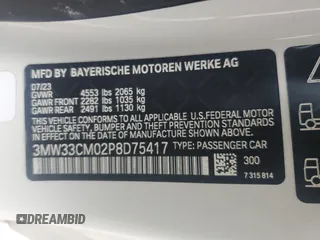 MFD BY BAYERISCHE MOTOREN WERKE AG
07/23
GVWR 4553 lbs 2065 kg
GAWR FRONT 2282 lbs 1035 kg
GAWR REAR 2491 lbs 1130 kg
THIS VEHICLE CONFORMS TO ALL APPLICABLE U.S. FEDERAL MOTOR
VEHICLE SAFETY, BUMPER, AND THEFT PREVENTION STANDARDS IN
EFFECT ON THE DATE OF MANUFACTURE SHOWN ABOVE.
3MW33CM02P8D75417 TYPE: PASSENGER CAR
300
7 315 814
DRIVEBIDDER